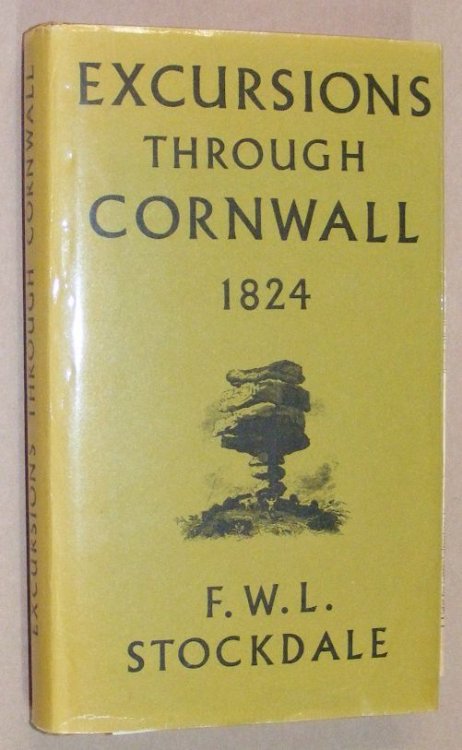 EXCURSIONS
THROUGH
CORNWALL
1824
F. W. L.
STOCKDALE
EXCURSIONS THROUGH CORNWALL